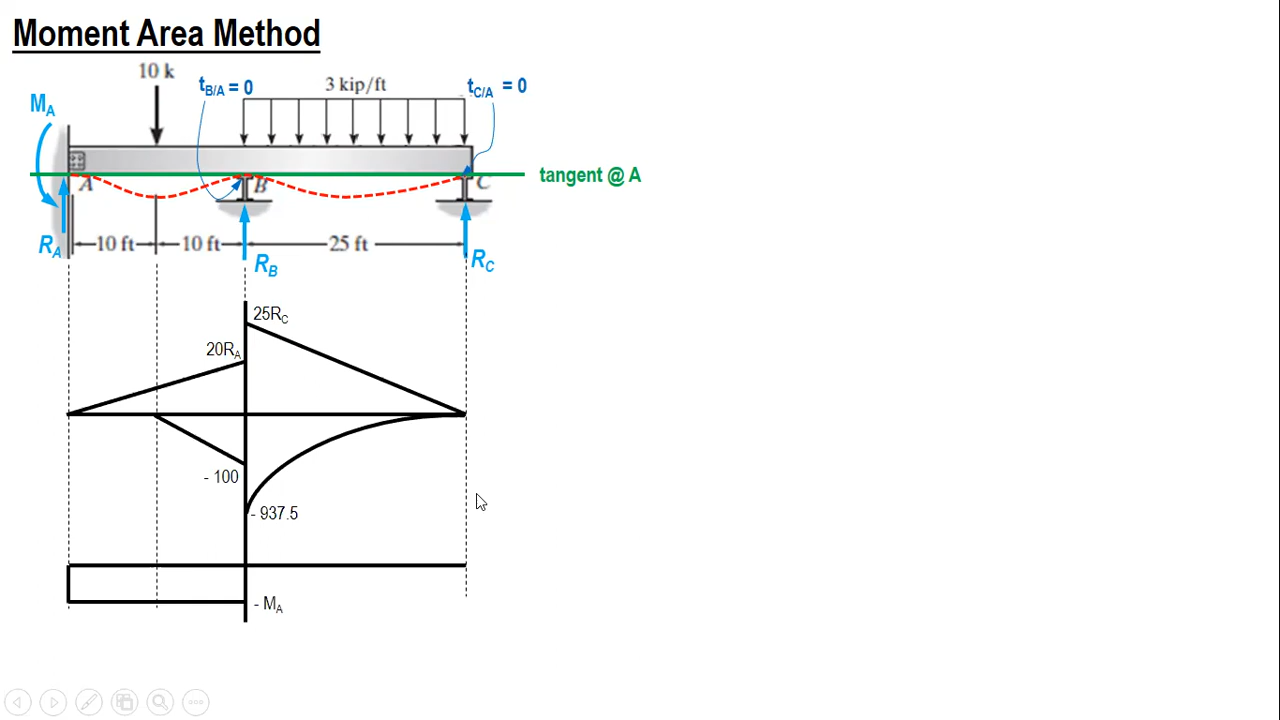 Moment Area Method
10 k
t_B/A = 0
3 kip/ft
t_C/A = 0
M_A
tangent @ A
A
B
C
R_A
10 ft
10 ft
25 ft
R_B
R_C
25R_C
20R_A
- 100
- 937.5
- M_A